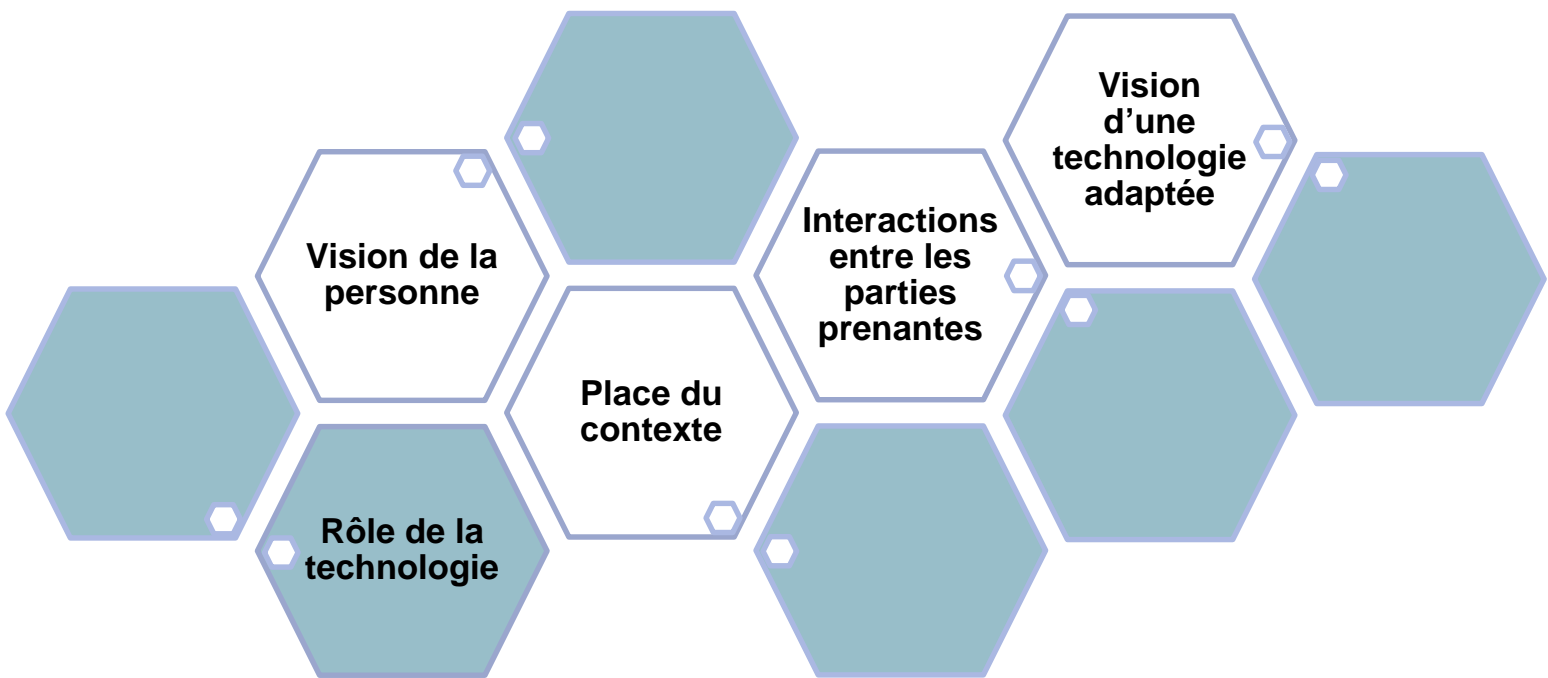 Vision de la
personne
Rôle de la
technologie
Place du
contexte
Interactions
entre les
parties
prenantes
Vision
d’une
technologie
adaptée